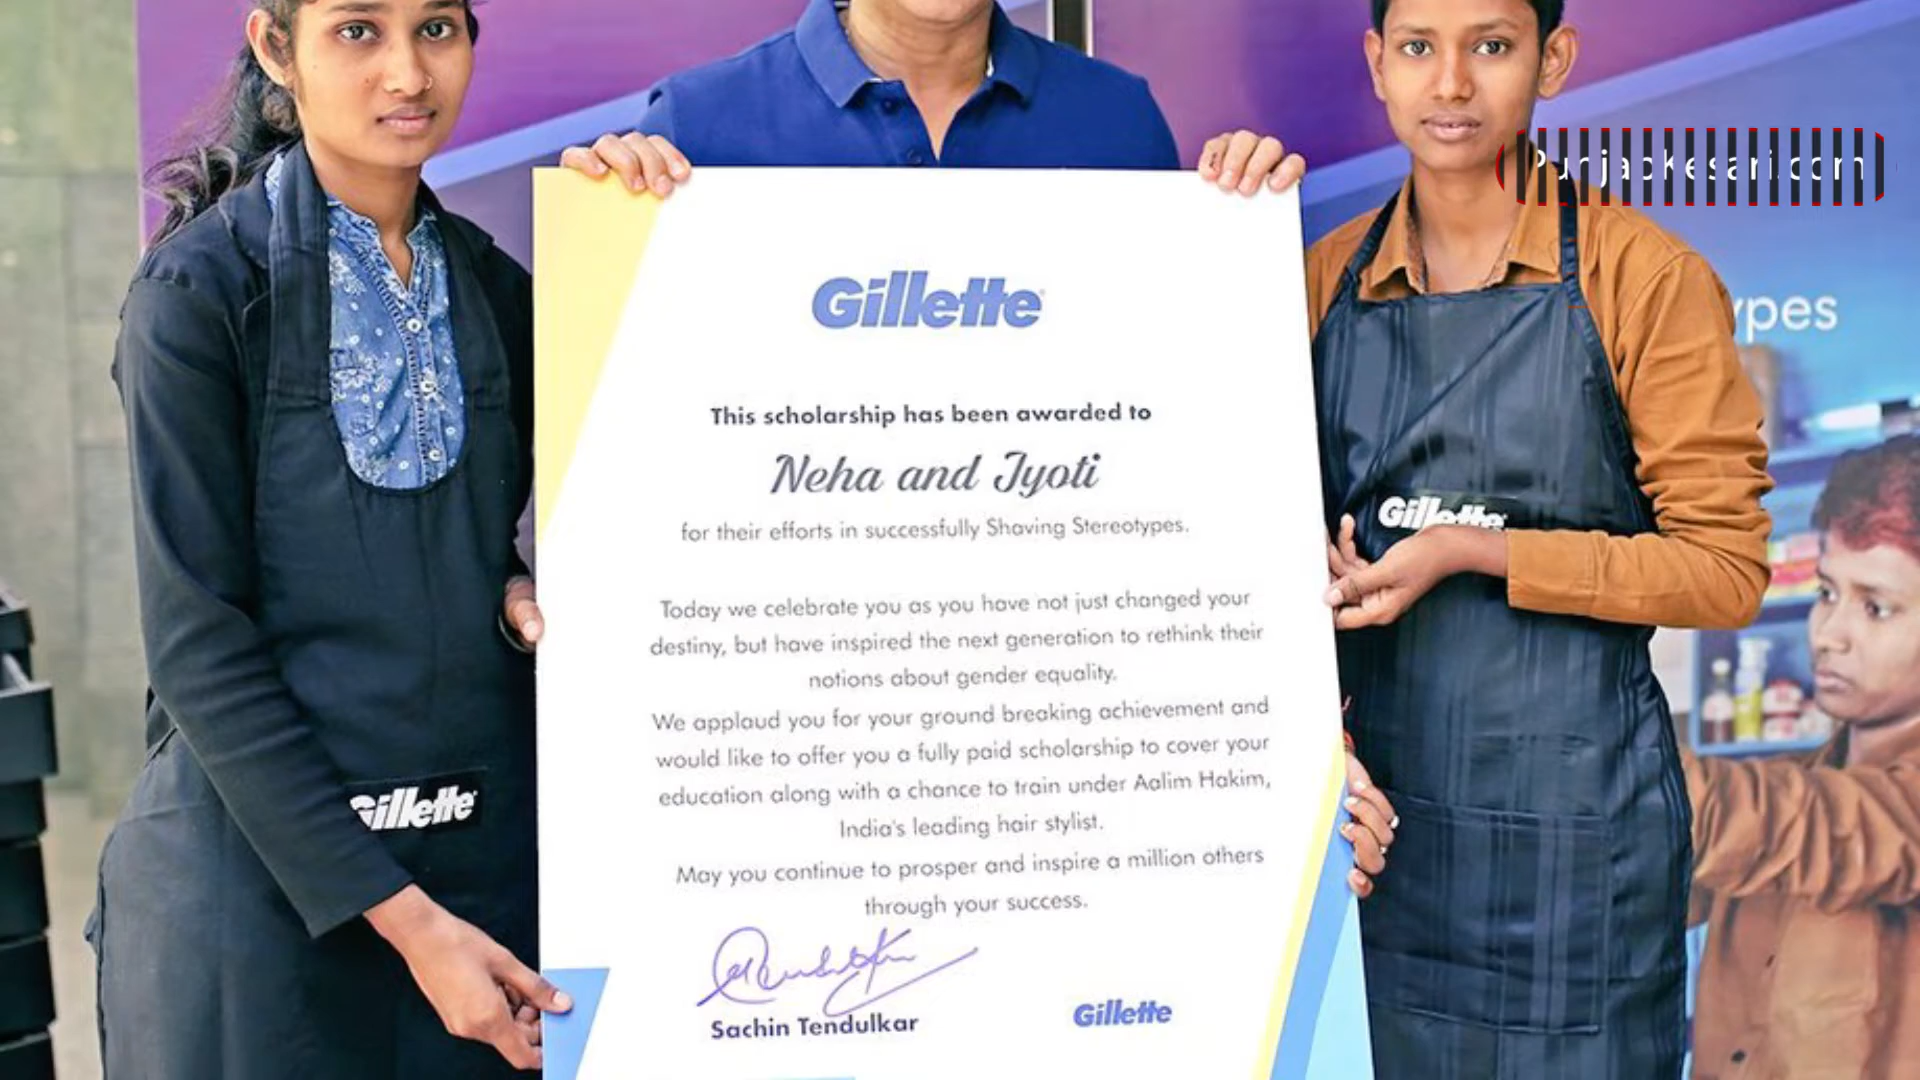 PunjabKesari.com
ypes
Gillette
This scholarship has been awarded to
Neha and Jyoti
for their efforts in successfully Shaving Stereotypes.
Today we celebrate you as you have not just changed your
destiny, but have inspired the next generation to rethink their
notions about gender equality.
We applaud you for your ground breaking achievement and
would like to offer you a fully paid scholarship to cover your
education along with a chance to train under Aalim Hakim,
India's leading hair stylist.
May you continue to prosper and inspire a million others
through your success.
Sachin Tendulkar
Gillette
Gillette
Gillette